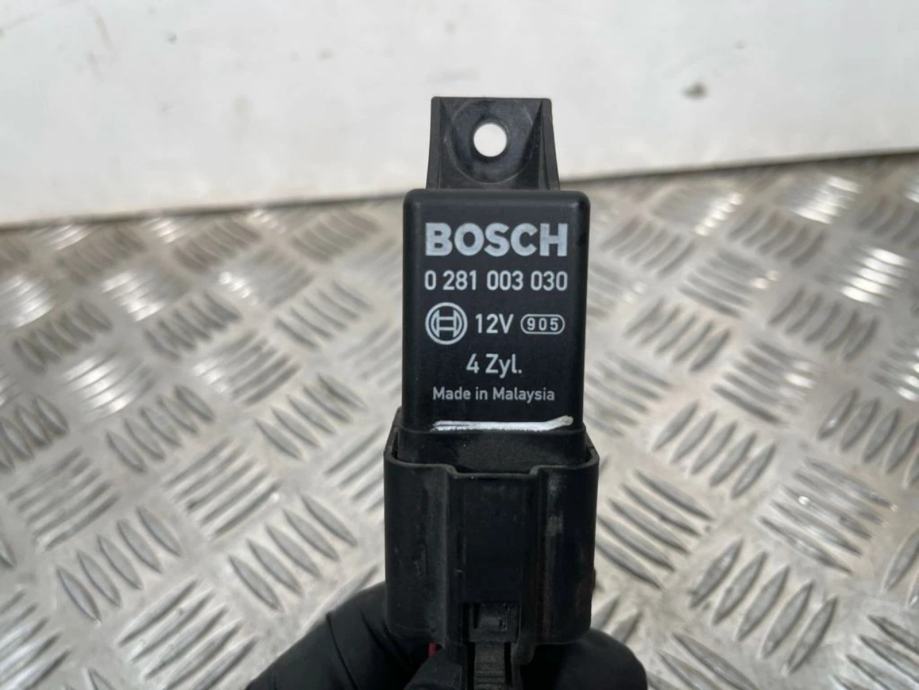 BOSCH
0 281 003 030
12V 905
4 Zyl.
Made in Malaysia